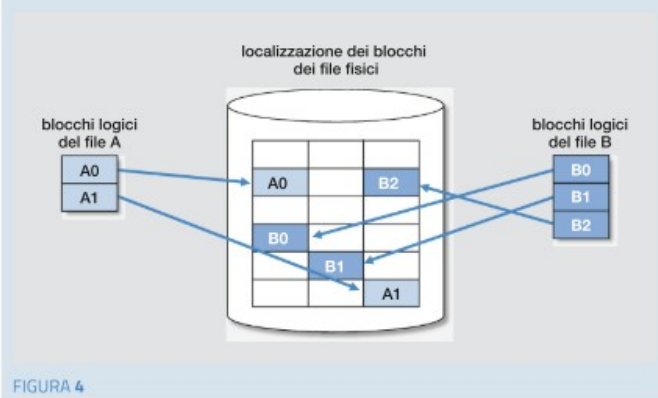 localizzazione dei blocchi
dei file fisici
blocchi logici
del file A
A0
A1
A0
B2
B0
B1
A1
blocchi logici
del file B
B0
B1
B2
FIGURA 4